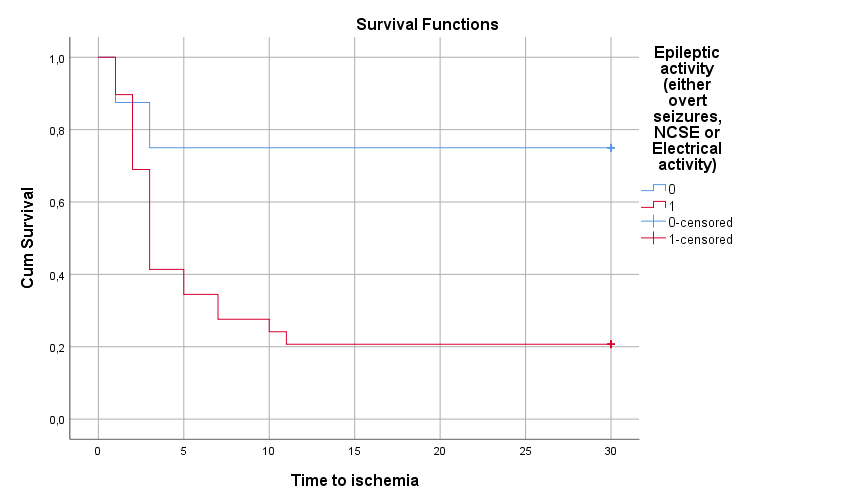 Survival Functions
Cum Survival
1,0
0,8
0,6
0,4
0,2
0,0
0 5 10 15 20 25 30
Time to ischemia
Epileptic
activity
(either
overt
seizures,
NCSE or
Electrical
activity)
0
1
0-censored
1-censored